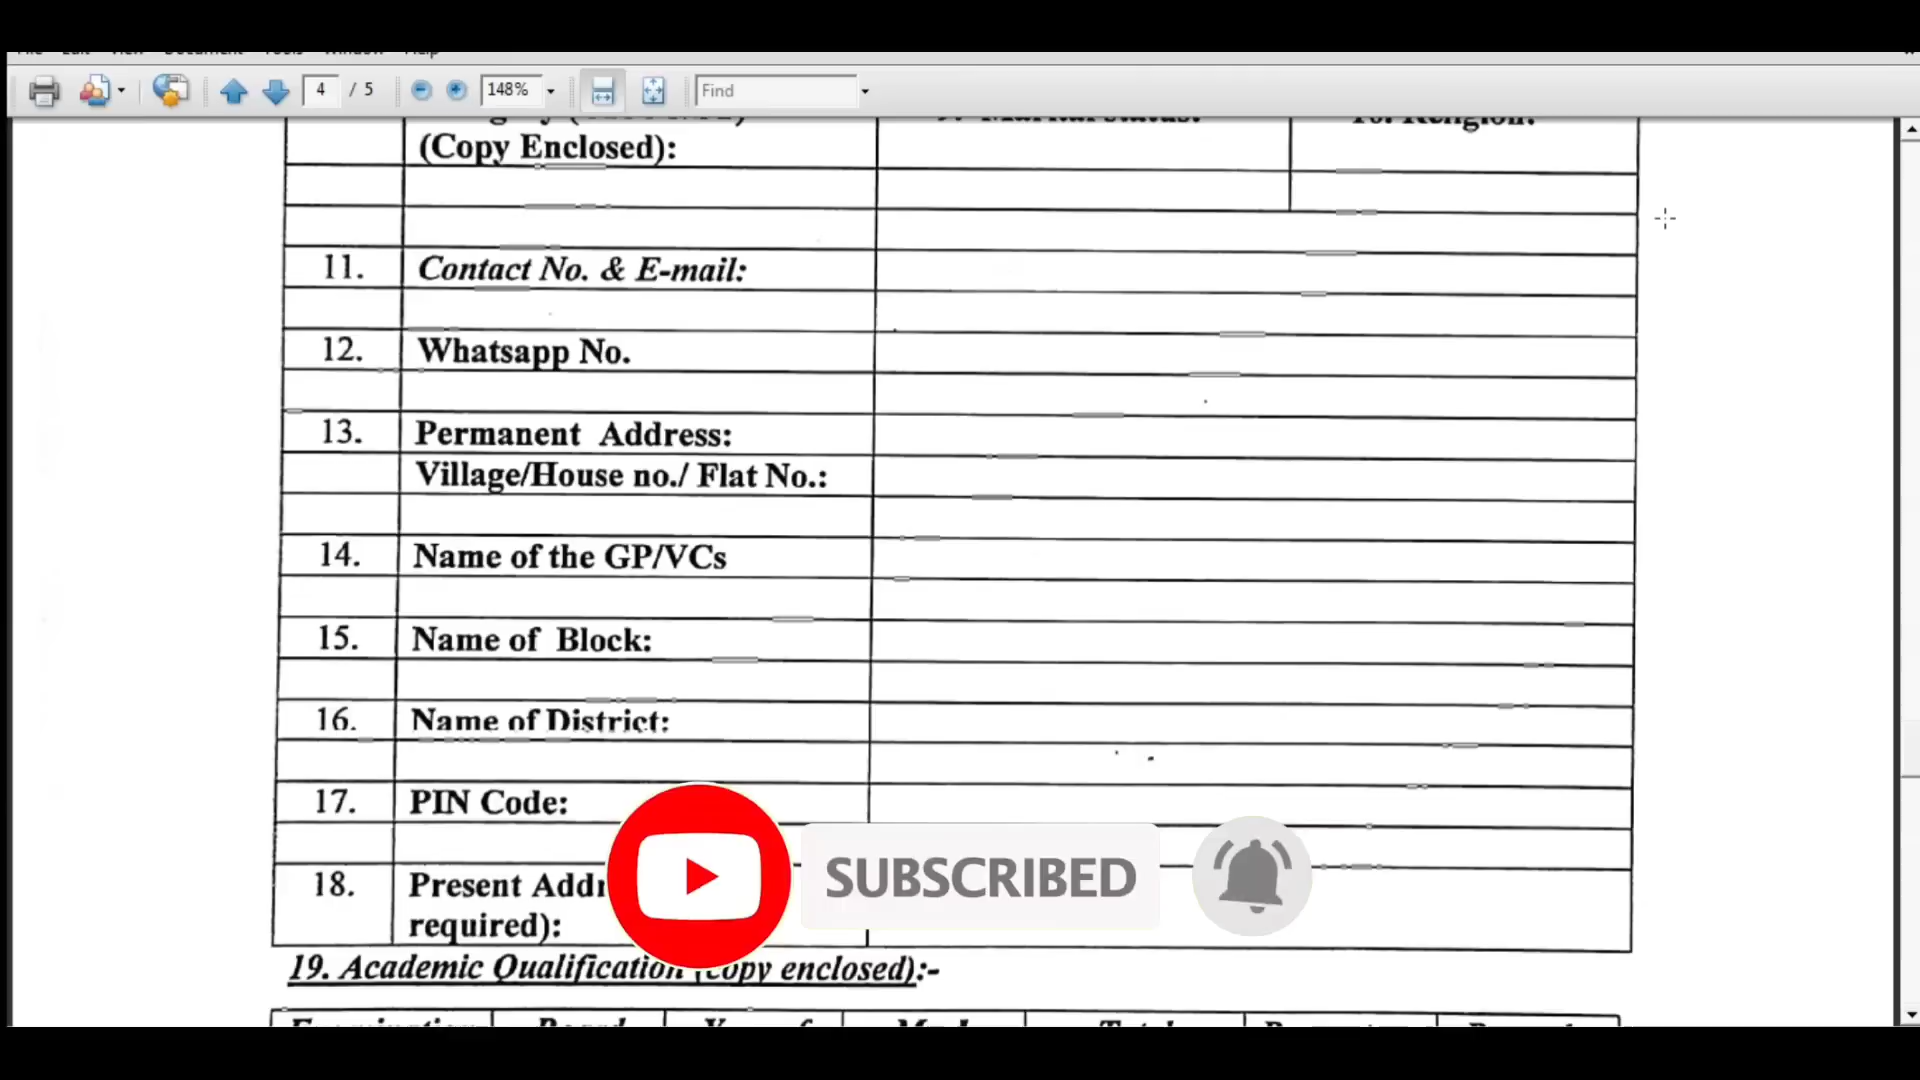 4 / 5
148%
Find
(Copy Enclosed):
11. Contact No. & E-mail:
12. Whatsapp No.
13. Permanent Address:
Village/House no./ Flat No.:
14. Name of the GP/VCs
15. Name of Block:
16. Name of District:
17. PIN Code:
18. Present Addr
required):
SUBSCRIBED
19. Academic Qualification (copy enclosed):-